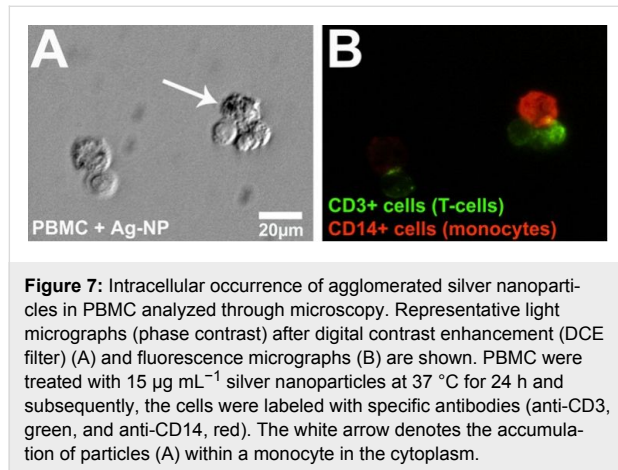 A
B
PBMC + Ag-NP
20µm
CD3+ cells (T-cells)
CD14+ cells (monocytes)
Figure 7: Intracellular occurrence of agglomerated silver nanoparti-
cles in PBMC analyzed through microscopy. Representative light
micrographs (phase contrast) after digital contrast enhancement (DCE
filter) (A) and fluorescence micrographs (B) are shown. PBMC were
treated with 15 µg mL⁻¹ silver nanoparticles at 37 °C for 24 h and
subsequently, the cells were labeled with specific antibodies (anti-CD3,
green, and anti-CD14, red). The white arrow denotes the accumula-
tion of particles (A) within a monocyte in the cytoplasm.